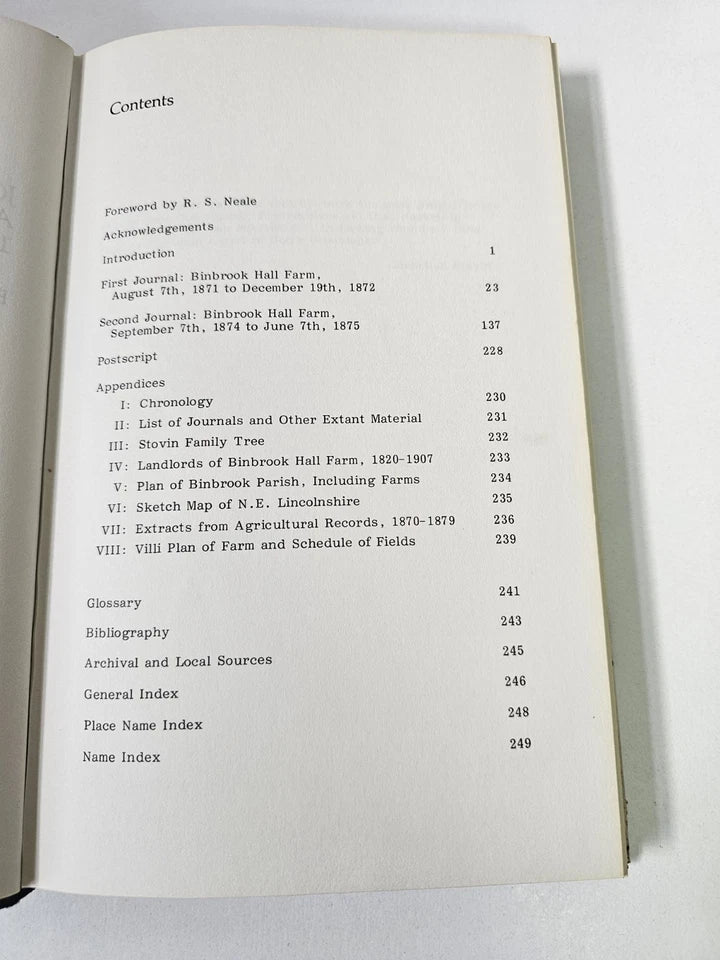 Contents
Foreword by R. S. Neale
Acknowledgements
Introduction 1
First Journal: Binbrook Hall Farm,
August 7th, 1871 to December 19th, 1872 23
Second Journal: Binbrook Hall Farm,
September 7th, 1874 to June 7th, 1875 137
Postscript 228
Appendices
I: Chronology 230
II: List of Journals and Other Extant Material 231
III: Stovin Family Tree 232
IV: Landlords of Binbrook Hall Farm, 1820-1907 233
V: Plan of Binbrook Parish, Including Farms 234
VI: Sketch Map of N.E. Lincolnshire 235
VII: Extracts from Agricultural Records, 1870-1879 236
VIII: Villi Plan of Farm and Schedule of Fields 239
Glossary 241
Bibliography 243
Archival and Local Sources 245
General Index 246
Place Name Index 248
Name Index 249